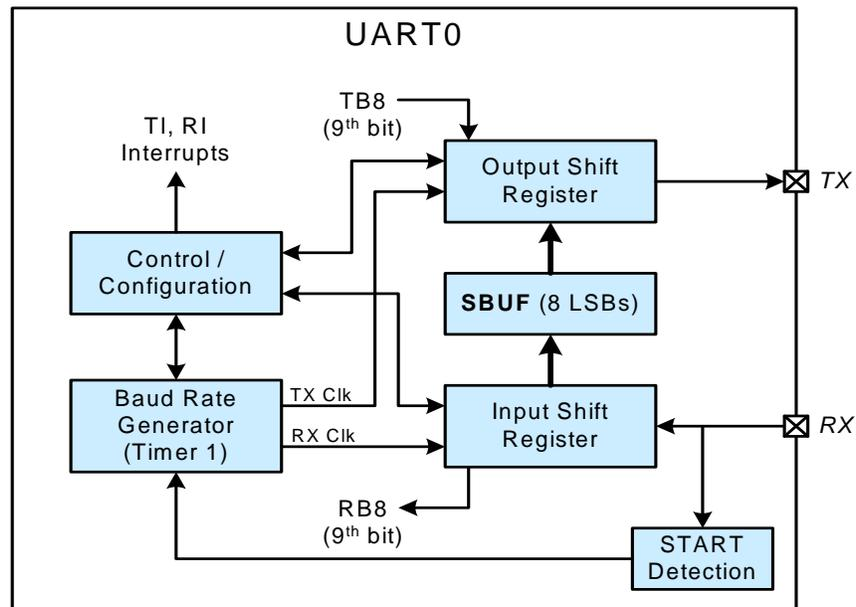 UART0
TB8
(9th bit)
TI, RI
Interrupts
Output Shift
Register
TX
Control /
Configuration
SBUF (8 LSBs)
Baud Rate
Generator
(Timer 1)
TX Clk
RX Clk
Input Shift
Register
RX
RB8
(9th bit)
START
Detection